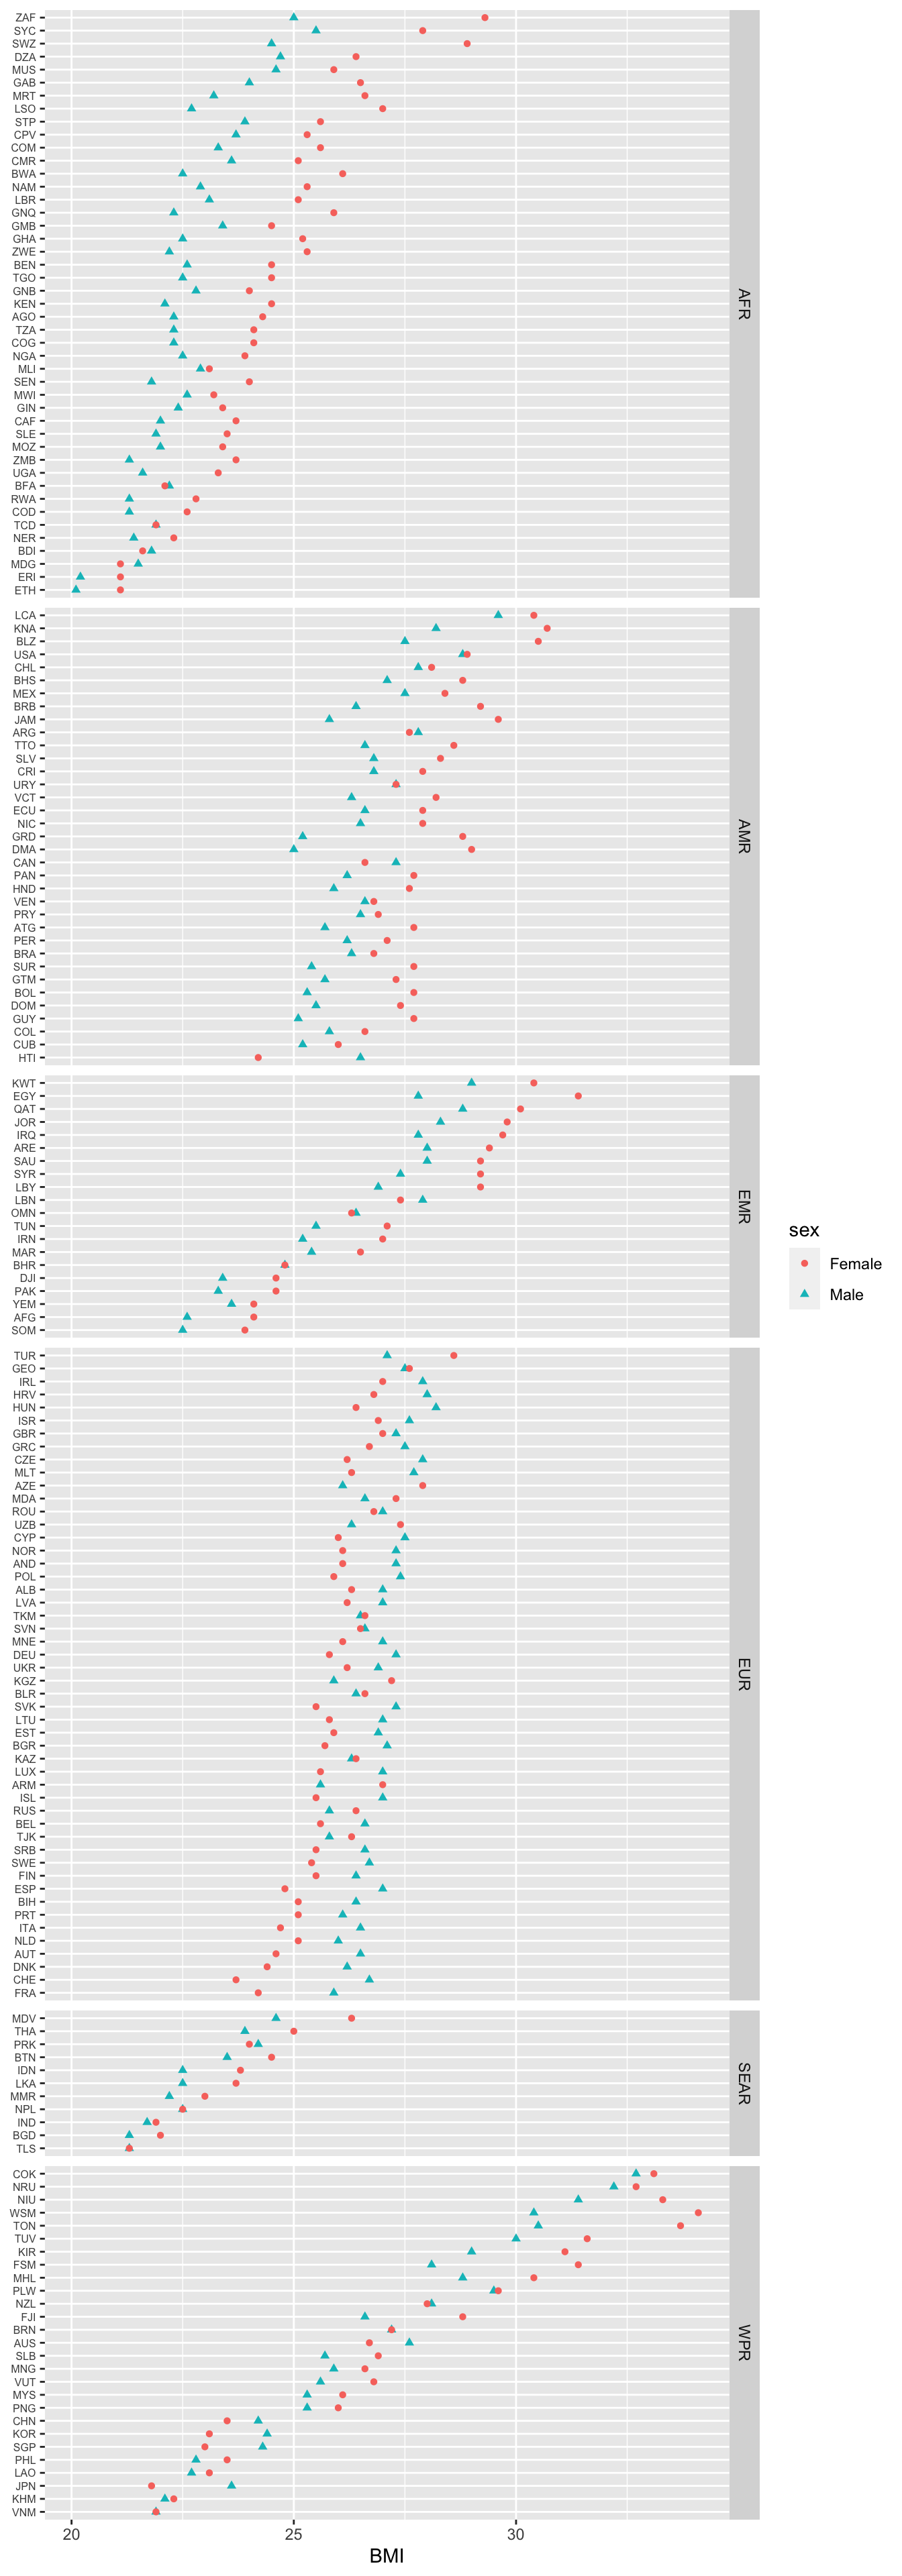 ZAF
SYC
SWZ
DZA
MUS
GAB
MRT
LSO
STP
CPV
COM
CMR
BWA
NAM
LBR
GNQ
GMB
GHA
ZWE
BEN
TGO
GNB
KEN
AGO
TZA
COG
NGA
MLI
SEN
MWI
GIN
CAF
SLE
MOZ
ZMB
UGA
BFA
RWA
COD
TCD
NER
BDI
MDG
ERI
ETH
AFR
LCA
KNA
BLZ
USA
CHL
BHS
MEX
BRB
JAM
ARG
TTO
SLV
CRI
URY
VCT
ECU
NIC
GRD
DMA
CAN
PAN
HND
VEN
PRY
ATG
PER
BRA
SUR
GTM
BOL
DOM
GUY
COL
CUB
HTI
AMR
KWT
EGY
QAT
JOR
IRQ
ARE
SAU
SYR
LBY
LBN
OMN
TUN
IRN
MAR
BHR
DJI
PAK
YEM
AFG
SOM
EMR
TUR
GEO
IRL
HRV
HUN
ISR
GBR
GRC
CZE
MLT
AZE
MDA
ROU
UZB
CYP
NOR
AND
POL
ALB
LVA
TKM
SVN
MNE
DEU
UKR
KGZ
BLR
SVK
LTU
EST
BGR
KAZ
LUX
ARM
ISL
RUS
BEL
TJK
SRB
SWE
FIN
ESP
BIH
PRT
ITA
NLD
AUT
DNK
CHE
FRA
EUR
MDV
THA
PRK
BTN
IDN
LKA
MMR
NPL
IND
BGD
TLS
SEAR
COK
NRU
NIU
WSM
TON
TUV
KIR
FSM
MHL
PLW
NZL
FJI
BRN
AUS
SLB
MNG
VUT
MYS
PNG
CHN
KOR
SGP
PHL
LAO
JPN
KHM
VNM
WPR
20 25 30
BMI
sex
Female
Male